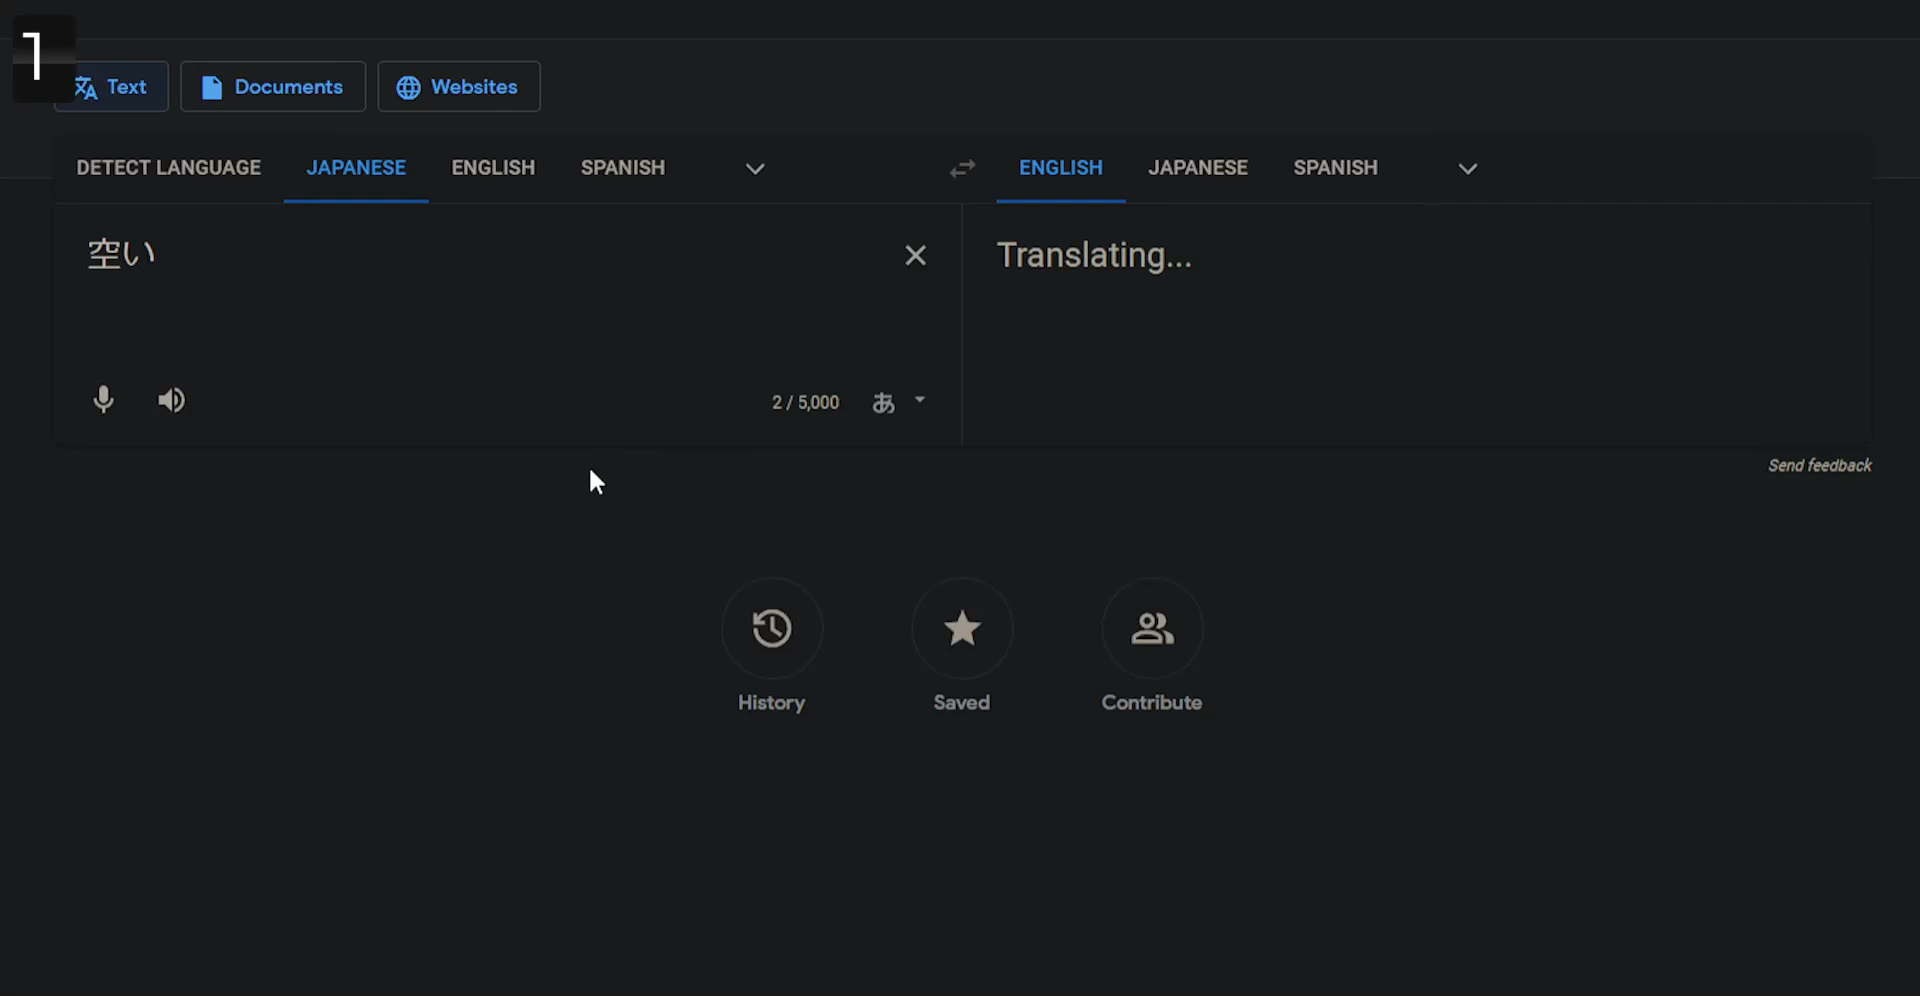 1
Text
Documents
Websites
DETECT LANGUAGE
JAPANESE
ENGLISH
SPANISH
ENGLISH
JAPANESE
SPANISH
空い
Translating...
2 / 5,000
あ
Send feedback
History
Saved
Contribute